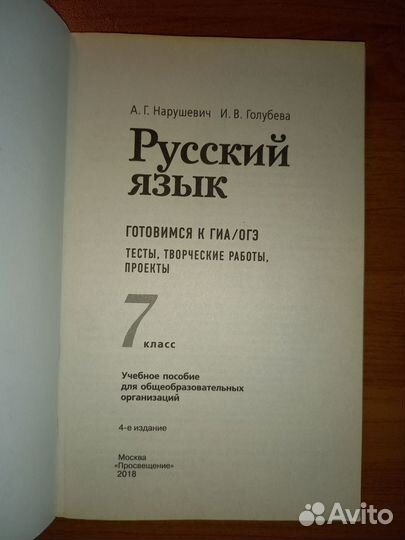 А. Г. Нарушевич И. В. Голубева
Русский
язык
ГОТОВИМСЯ К ГИА/ОГЭ
ТЕСТЫ, ТВОРЧЕСКИЕ РАБОТЫ,
ПРОЕКТЫ
7 класс
Учебное пособие
для общеобразовательных
организаций
4-е издание
Москва
«Просвещение»
2018
Avito